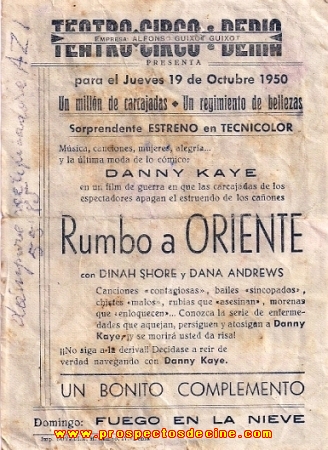 TEATRO-CIRCO : DENIA
EMPRESA: ALFONSO GUIXOT GUIXOT
PRESENTA
para el Jueves 19 de Octubre 1950
Un millón de carcajadas • Un regimiento de bellezas
Sorprendente ESTRENO en TECNICOLOR
Música, canciones, mujeres, alegría...
y la última moda de lo cómico:
DANNY KAYE
en un film de guerra en que las carcajadas de los
espectadores apagan el estruendo de los cañones
Rumbo a ORIENTE
con DINAH SHORE y DANA ANDREWS
Canciones «contagiosas», bailes «sincopados»,
chistes «malos», rubias que «asesinan», morenas
que «enloquecen»... Conozca la serie de enferme-
dades que aquejan, persiguen y atosigan a Danny
Kaye, ¡y se morirá usted da risa!
¡¡No siga a la deriva!! Decídase a reir de
verdad navegando con Danny Kaye.
UN BONITO COMPLEMENTO
Domingo: FUEGO EN LA NIEVE
www.prospectosdecine.com
Imp.